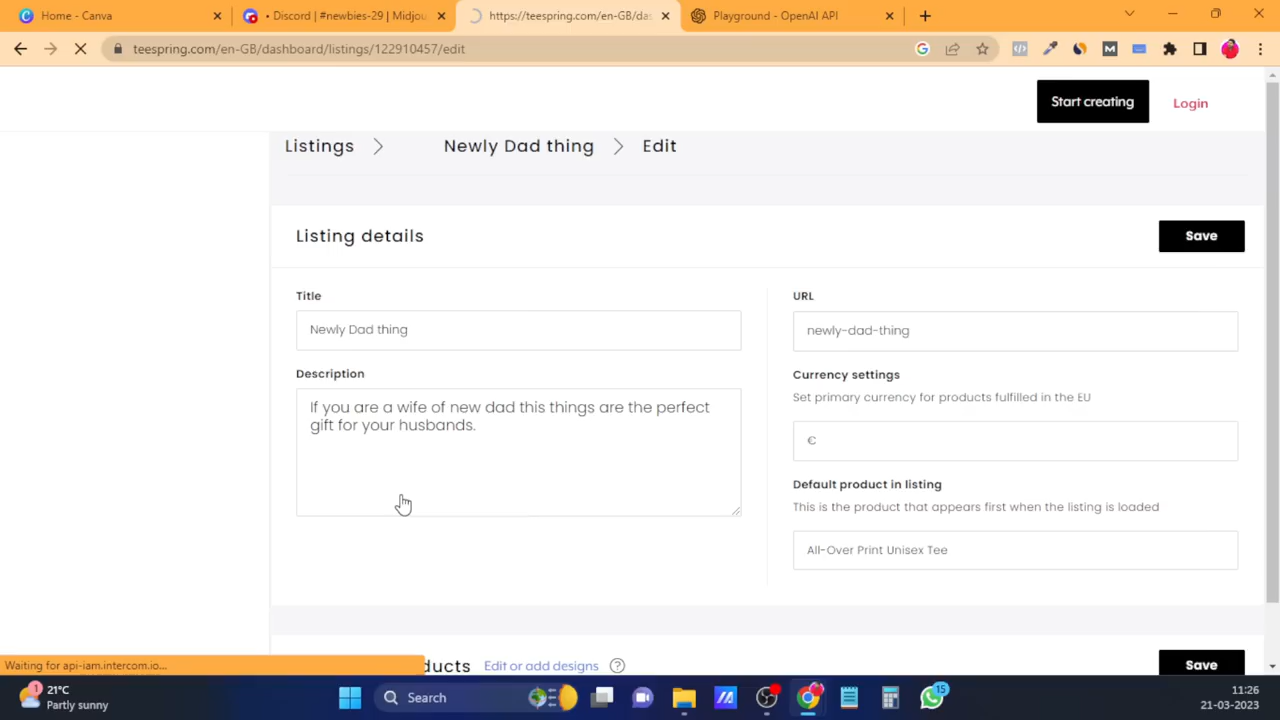 Home - Canva
• Discord | #newbies-29 | Midjou
https://teespring.com/en-GB/das
Playground - OpenAI API
teespring.com/en-GB/dashboard/listings/122910457/edit
Start creating
Login
Listings
Newly Dad thing
Edit
Listing details
Save
Title
URL
Newly Dad thing
newly-dad-thing
Description
Currency settings
If you are a wife of new dad this things are the perfect
gift for your husbands.
Set primary currency for products fulfilled in the EU
€
Default product in listing
This is the product that appears first when the listing is loaded
All-Over Print Unisex Tee
Waiting for api-iam.intercom.io...
ducts
Edit or add designs
?
Save
1
21°C
Partly sunny
Search
15
11:26
21-03-2023